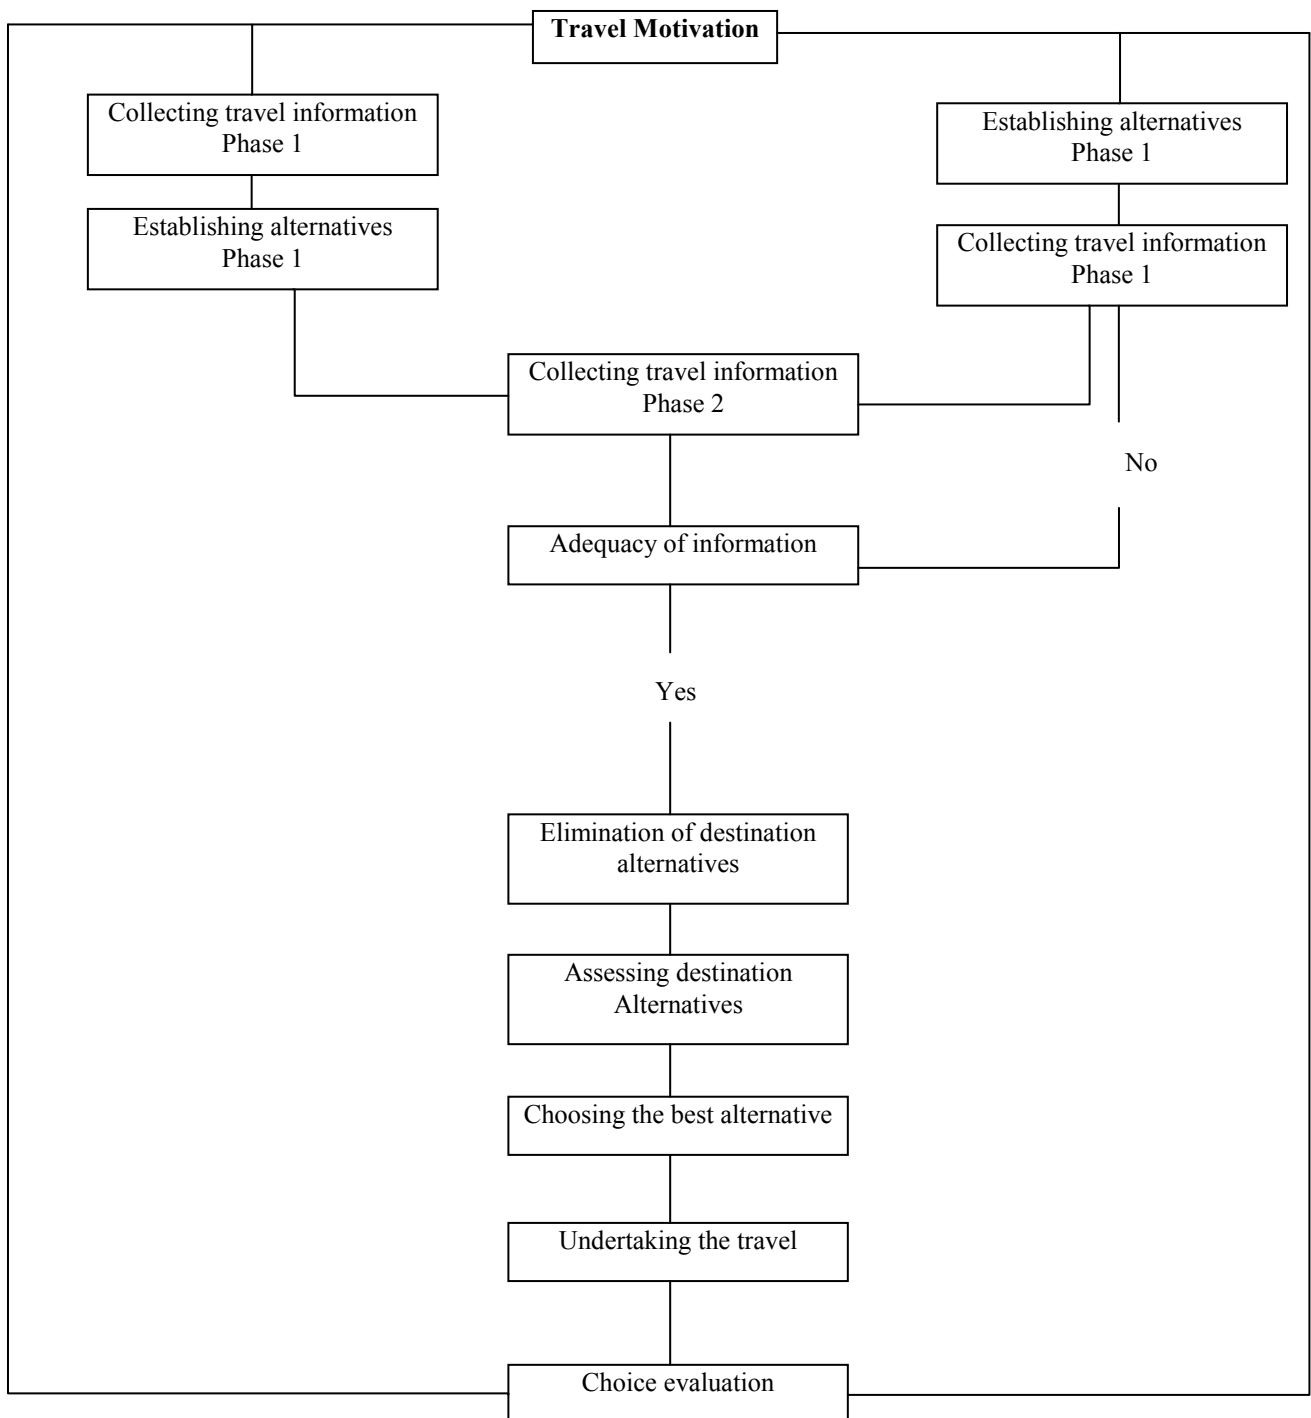 Travel Motivation
Collecting travel information
Phase 1
Establishing alternatives
Phase 1
Establishing alternatives
Phase 1
Collecting travel information
Phase 1
Collecting travel information
Phase 2
No
Adequacy of information
Yes
Elimination of destination
alternatives
Assessing destination
Alternatives
Choosing the best alternative
Undertaking the travel
Choice evaluation